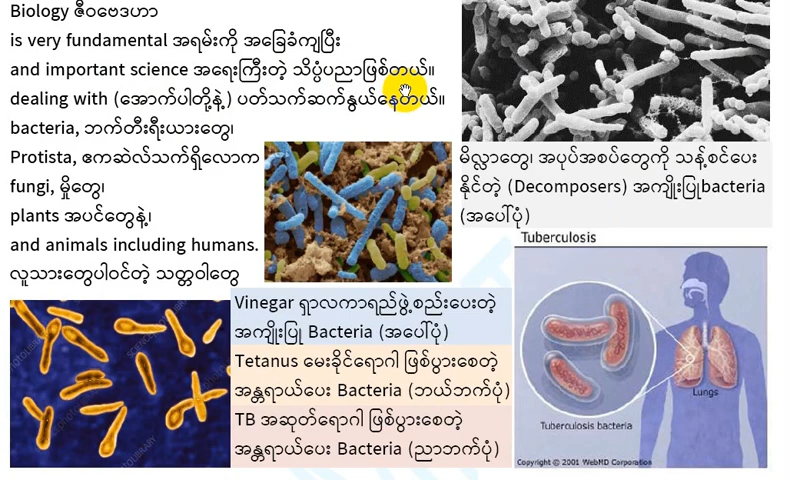 Biology ဇီဝဗေဒဟာ
is very fundamental အရမ်းကို အခြေခံကျပြီး
and important science အရေးကြီးတဲ့ သိပ္ပံပညာဖြစ်တယ်။
dealing with (အောက်ပါတို့နဲ့) ပတ်သက်ဆက်နွယ်နေတယ်။
bacteria, ဘက်တီးရီးယားတွေ၊
Protista, ဧကဆဲလ်သက်ရှိလောက
fungi, မှိုတွေ၊
plants အပင်တွေနဲ့၊
and animals including humans.
လူသားတွေပါဝင်တဲ့ သတ္တဝါတွေ
မိလ္လာတွေ၊ အပုပ်အစပ်တွေကို သန့်စင်ပေး
နိုင်တဲ့ (Decomposers) အကျိုးပြုbacteria
(အပေါ်ပုံ)
Vinegar ရှာလကာရည်ဖွဲ့စည်းပေးတဲ့
အကျိုးပြု Bacteria (အပေါ်ပုံ)
Tetanus မေးခိုင်ရောဂါ ဖြစ်ပွားစေတဲ့
အန္တရာယ်ပေး Bacteria (ဘယ်ဘက်ပုံ)
TB အဆုတ်ရောဂါ ဖြစ်ပွားစေတဲ့
အန္တရာယ်ပေး Bacteria (ညာဘက်ပုံ)
Tuberculosis
Lungs
Tuberculosis bacteria
Copyright © 2001 WebMD Corporation